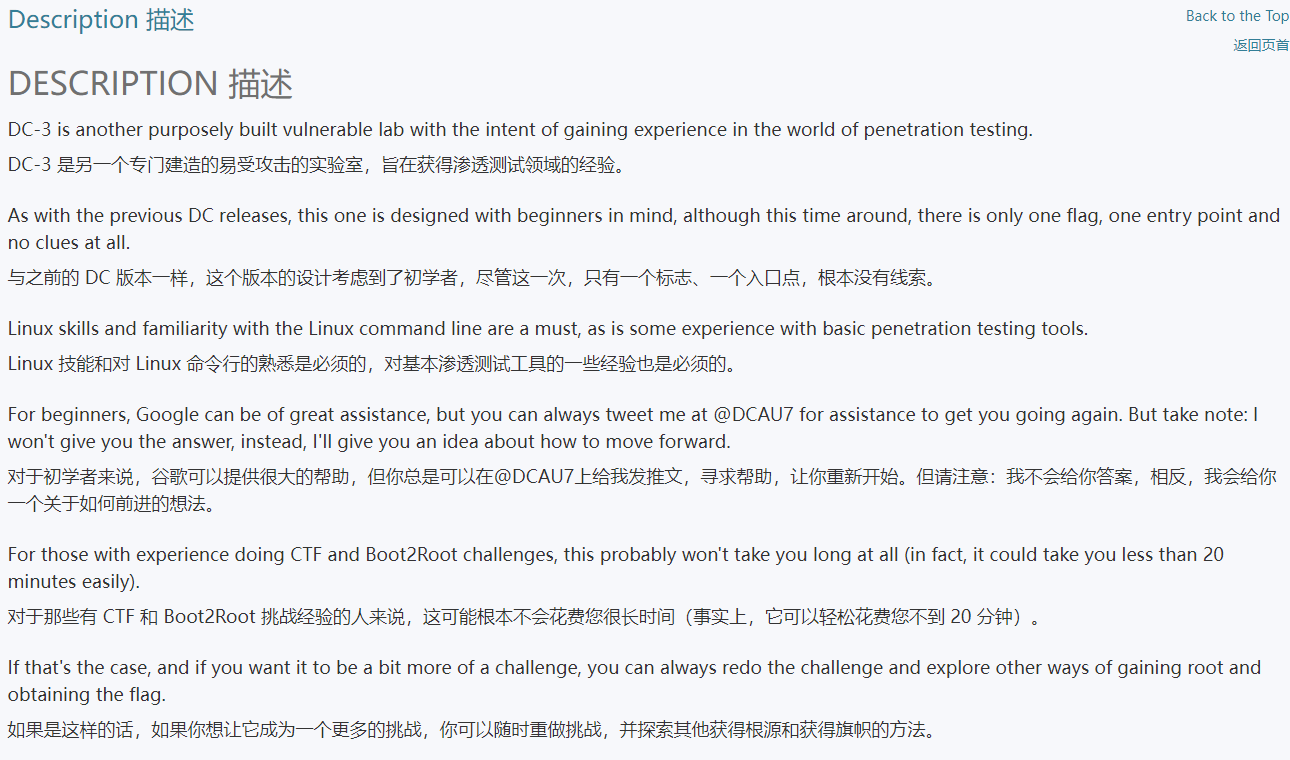 Description 描述
Back to the Top
返回页首
DESCRIPTION 描述
DC-3 is another purposely built vulnerable lab with the intent of gaining experience in the world of penetration testing.
DC-3 是另一个专门建造的易受攻击的实验室，旨在获得渗透测试领域的经验。
As with the previous DC releases, this one is designed with beginners in mind, although this time around, there is only one flag, one entry point and
no clues at all.
与之前的 DC 版本一样，这个版本的设计考虑到了初学者，尽管这一次，只有一个标志、一个入口点，根本没有线索。
Linux skills and familiarity with the Linux command line are a must, as is some experience with basic penetration testing tools.
Linux 技能和对 Linux 命令行的熟悉是必须的，对基本渗透测试工具的一些经验也是必须的。
For beginners, Google can be of great assistance, but you can always tweet me at @DCAU7 for assistance to get you going again. But take note: I
won't give you the answer, instead, I'll give you an idea about how to move forward.
对于初学者来说，谷歌可以提供很大的帮助，但你总是可以在@DCAU7上给我发推文，寻求帮助，让你重新开始。但请注意：我不会给你答案，相反，我会给你
一个关于如何前进的想法。
For those with experience doing CTF and Boot2Root challenges, this probably won't take you long at all (in fact, it could take you less than 20
minutes easily).
对于那些有 CTF 和 Boot2Root 挑战经验的人来说，这可能根本不会花费您很长时间（事实上，它可以轻松花费您不到 20 分钟）。
If that's the case, and if you want it to be a bit more of a challenge, you can always redo the challenge and explore other ways of gaining root and
obtaining the flag.
如果是这样的话，如果你想让它成为一个更多的挑战，你可以随时重做挑战，并探索其他获得根源和获得旗帜的方法。